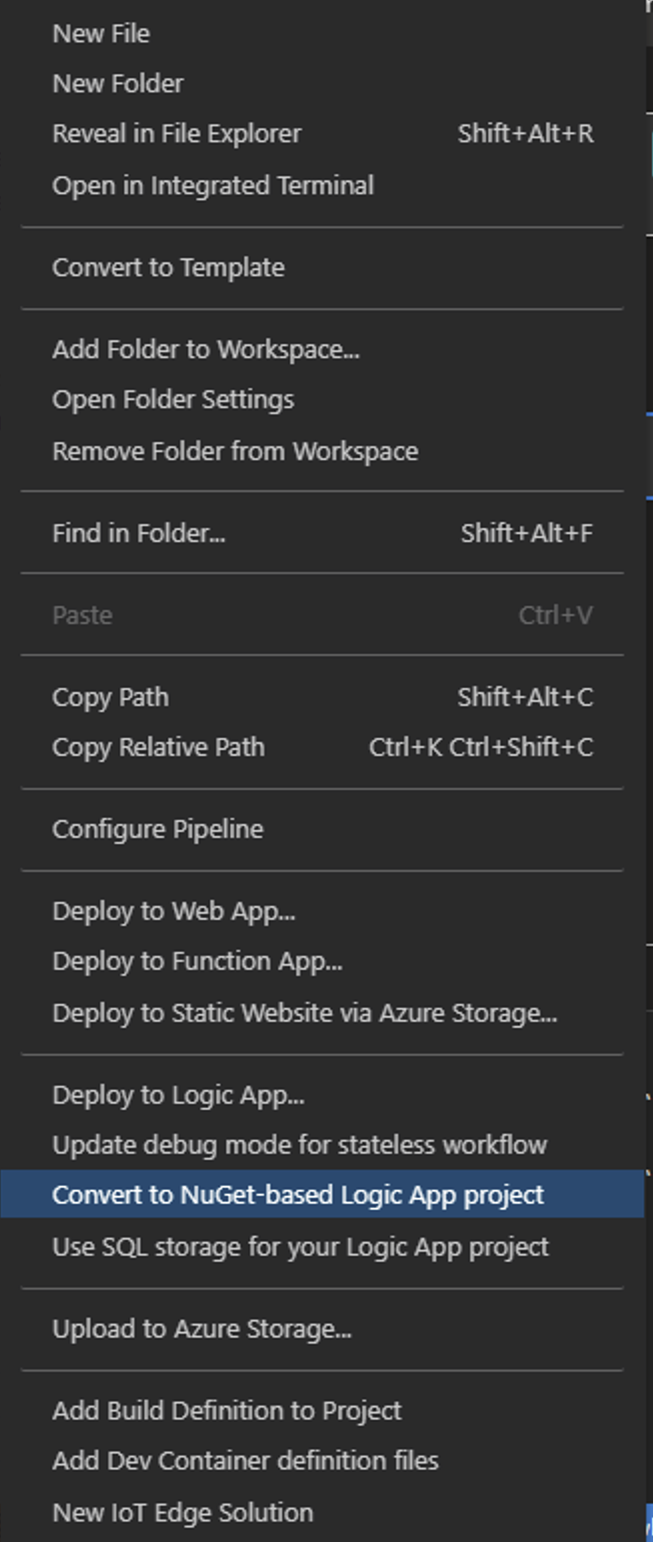 New File
New Folder
Reveal in File Explorer Shift+Alt+R
Open in Integrated Terminal
Convert to Template
Add Folder to Workspace...
Open Folder Settings
Remove Folder from Workspace
Find in Folder... Shift+Alt+F
Paste Ctrl+V
Copy Path Shift+Alt+C
Copy Relative Path Ctrl+K Ctrl+Shift+C
Configure Pipeline
Deploy to Web App...
Deploy to Function App...
Deploy to Static Website via Azure Storage...
Deploy to Logic App...
Update debug mode for stateless workflow
Convert to NuGet-based Logic App project
Use SQL storage for your Logic App project
Upload to Azure Storage...
Add Build Definition to Project
Add Dev Container definition files
New IoT Edge Solution